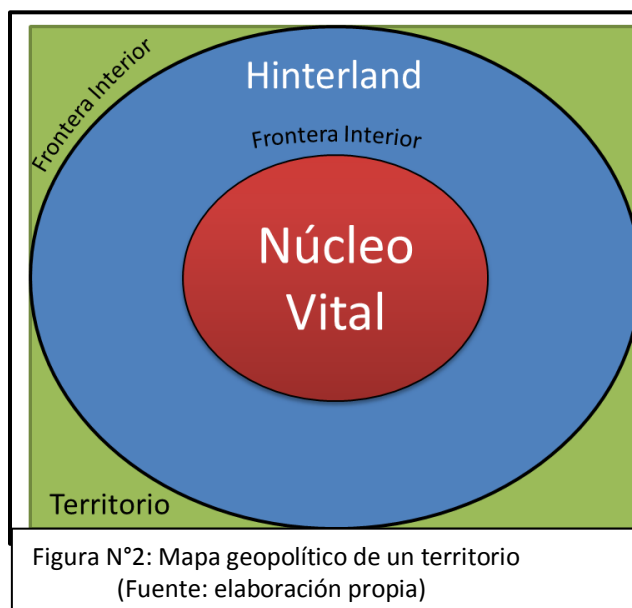 Frontera Interior
Hinterland
Frontera Interior
Núcleo
Vital
Territorio
Figura N°2: Mapa geopolítico de un territorio
(Fuente: elaboración propia)